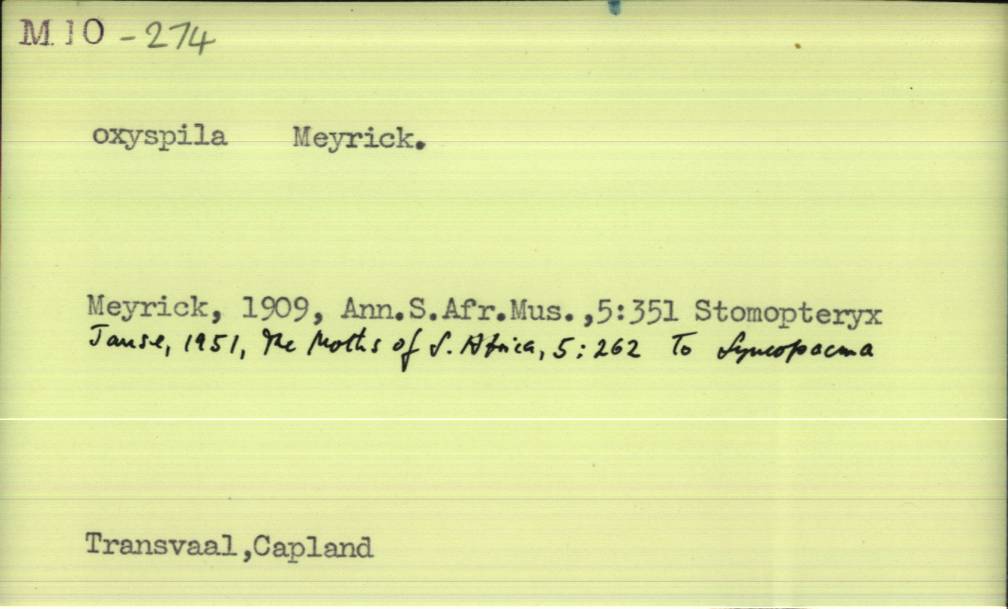 M10 - 274
oxyspila Meyrick.
Meyrick, 1909, Ann.S.Afr.Mus.,5:351 Stomopteryx
Janse, 1951, The Moths of S. Africa, 5: 262 To Syncopacma
Transvaal,Capland